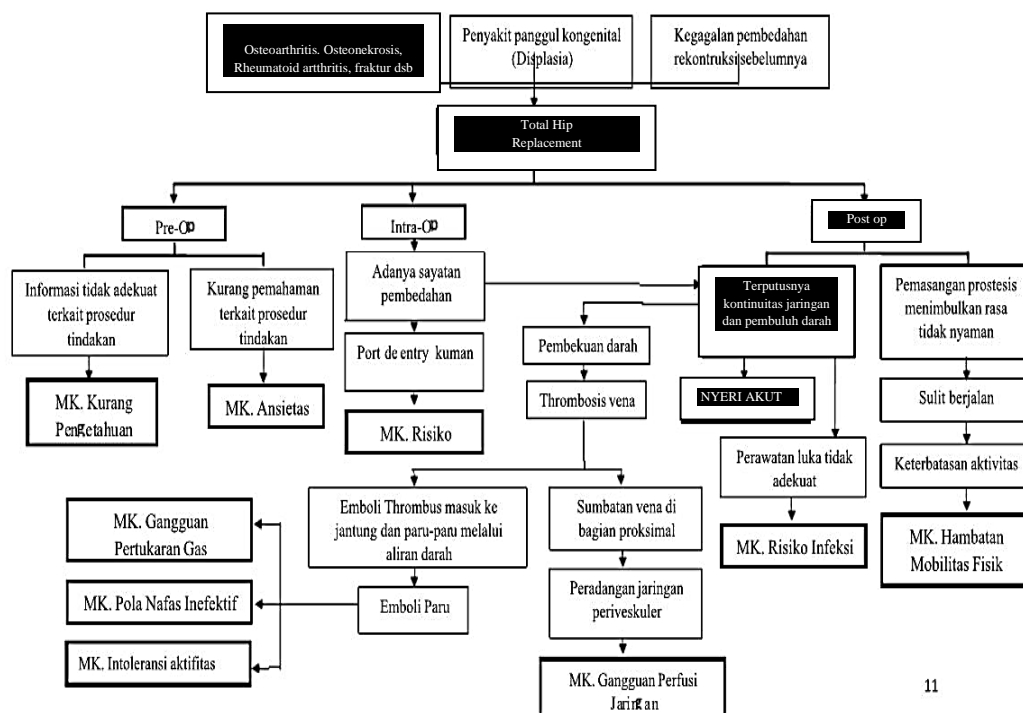 Osteoarthritis. Osteonekrosis,
Rheumatoid artthritis, fraktur dsb
Penyakit panggul kongenital
(Displasia)
Kegagalan pembedahan
rekontruksi sebelumnya
Total Hip
Replacement
Pre-Op
Intra-Op
Post op
Informasi tidak adekuat
terkait prosedur
tindakan
Kurang pemahaman
terkait prosedur
tindakan
Adanya sayatan
pembedahan
Terputusnya
kontinuitas jaringan
dan pembuluh darah
Pemasangan prostesis
menimbulkan rasa
tidak nyaman
MK. Kurang
Pengetahuan
MK. Ansietas
Port de entry kuman
MK. Risiko
Pembekuan darah
Thrombosis vena
NYERI AKUT
Perawatan luka tidak
adekuat
MK. Risiko Infeksi
Sulit berjalan
Keterbatasan aktivitas
MK. Hambatan
Mobilitas Fisik
Emboli Thrombus masuk ke
jantung dan paru-paru melalui
aliran darah
Emboli Paru
Sumbatan vena di
bagian proksimal
Peradangan jaringan
periveskuler
MK. Gangguan Perfusi
Jaringan
MK. Gangguan
Pertukaran Gas
MK. Pola Nafas Inefektif
MK. Intoleransi aktifitas
11